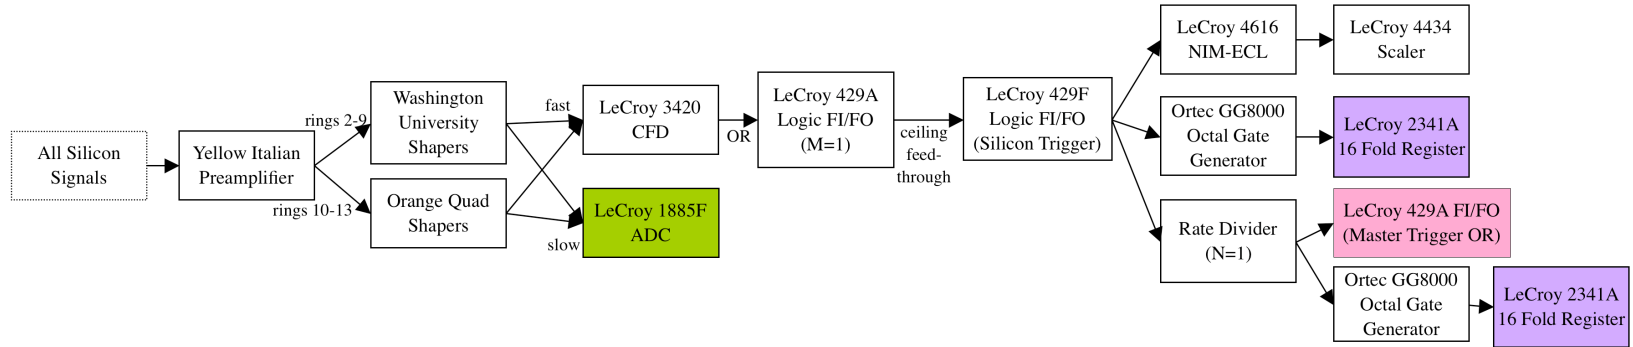 All Silicon
Signals
Yellow Italian
Preamplifier
rings 2-9
rings 10-13
Washington
University
Shapers
Orange Quad
Shapers
fast
slow
LeCroy 3420
CFD
LeCroy 1885F
ADC
OR
LeCroy 429A
Logic FI/FO
(M=1)
ceiling
feed-
through
LeCroy 429F
Logic FI/FO
(Silicon Trigger)
LeCroy 4616
NIM-ECL
LeCroy 4434
Scaler
Ortec GG8000
Octal Gate
Generator
LeCroy 2341A
16 Fold Register
Rate Divider
(N=1)
LeCroy 429A FI/FO
(Master Trigger OR)
Ortec GG8000
Octal Gate
Generator
LeCroy 2341A
16 Fold Register